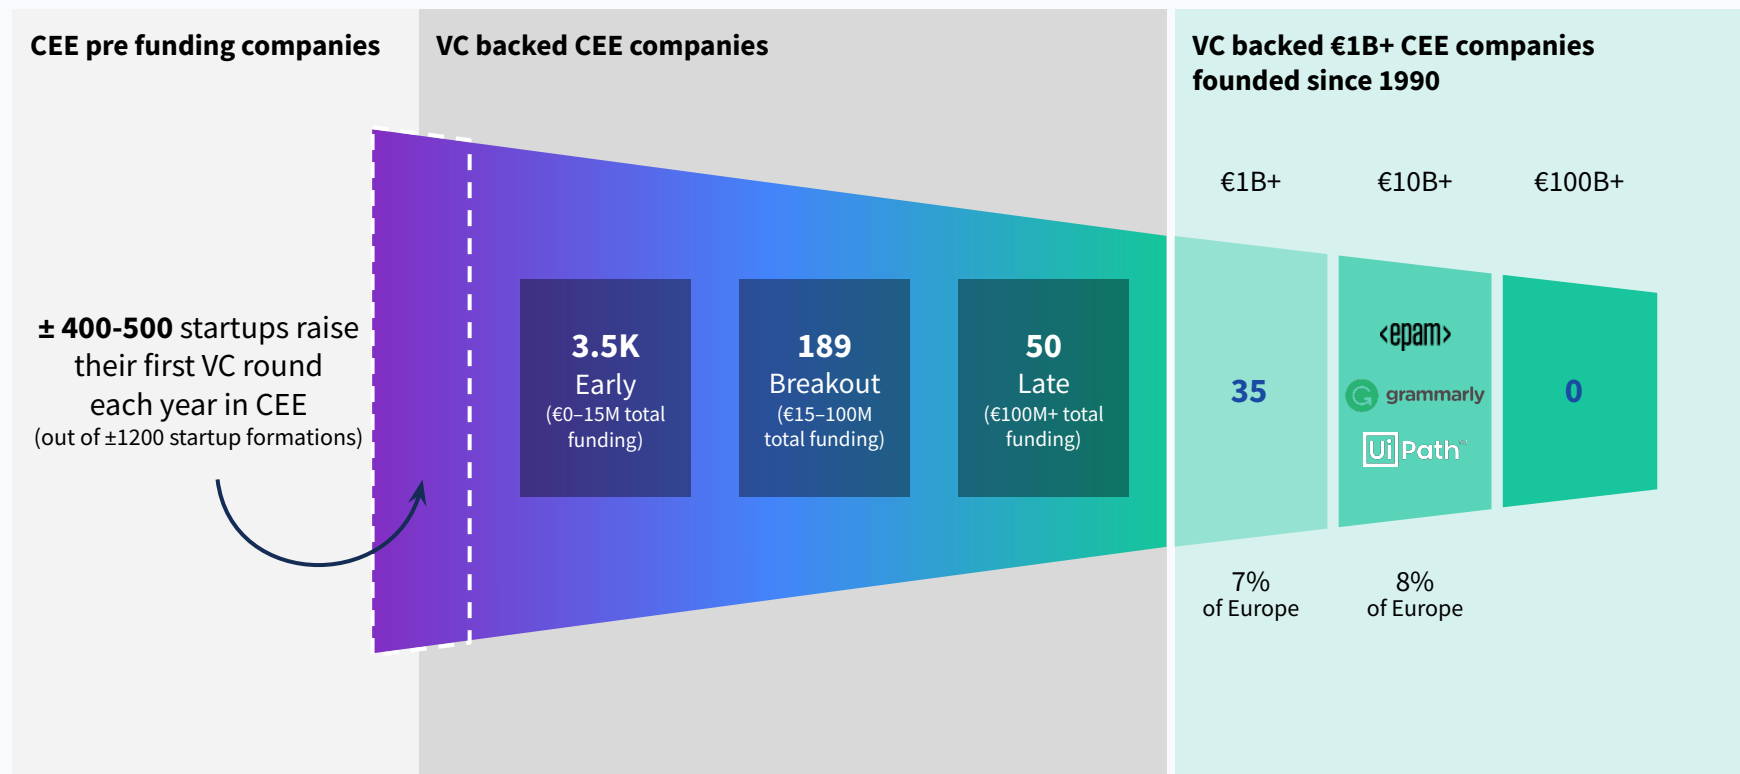 CEE pre funding companies
± 400-500 startups raise
their first VC round
each year in CEE
(out of ±1200 startup formations)
VC backed CEE companies
3.5K
Early
(€0–15M total
funding)
189
Breakout
(€15–100M
total funding)
50
Late
(€100M+ total
funding)
VC backed €1B+ CEE companies
founded since 1990
€1B+
35
7%
of Europe
€10B+
<epam>
grammarly
UiPath
8%
of Europe
€100B+
0